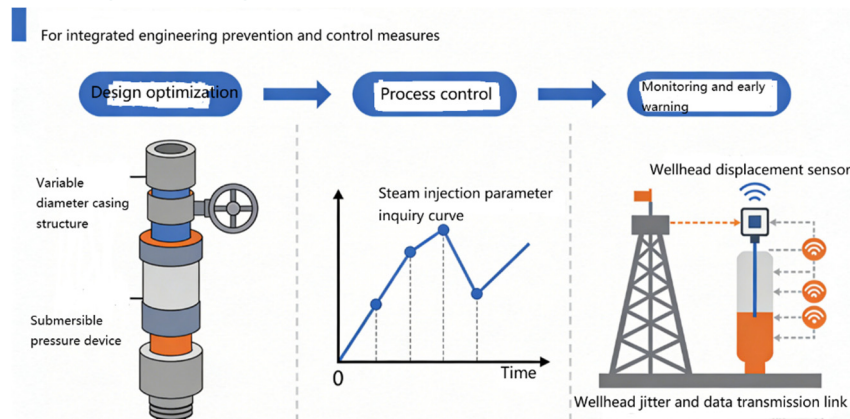 For integrated engineering prevention and control measures
Design optimization
Process control
Monitoring and early
warning
Variable
diameter casing
structure
Submersible
pressure device
Steam injection parameter
inquiry curve
0
Time
Wellhead displacement sensor
Wellhead jitter and data transmission link